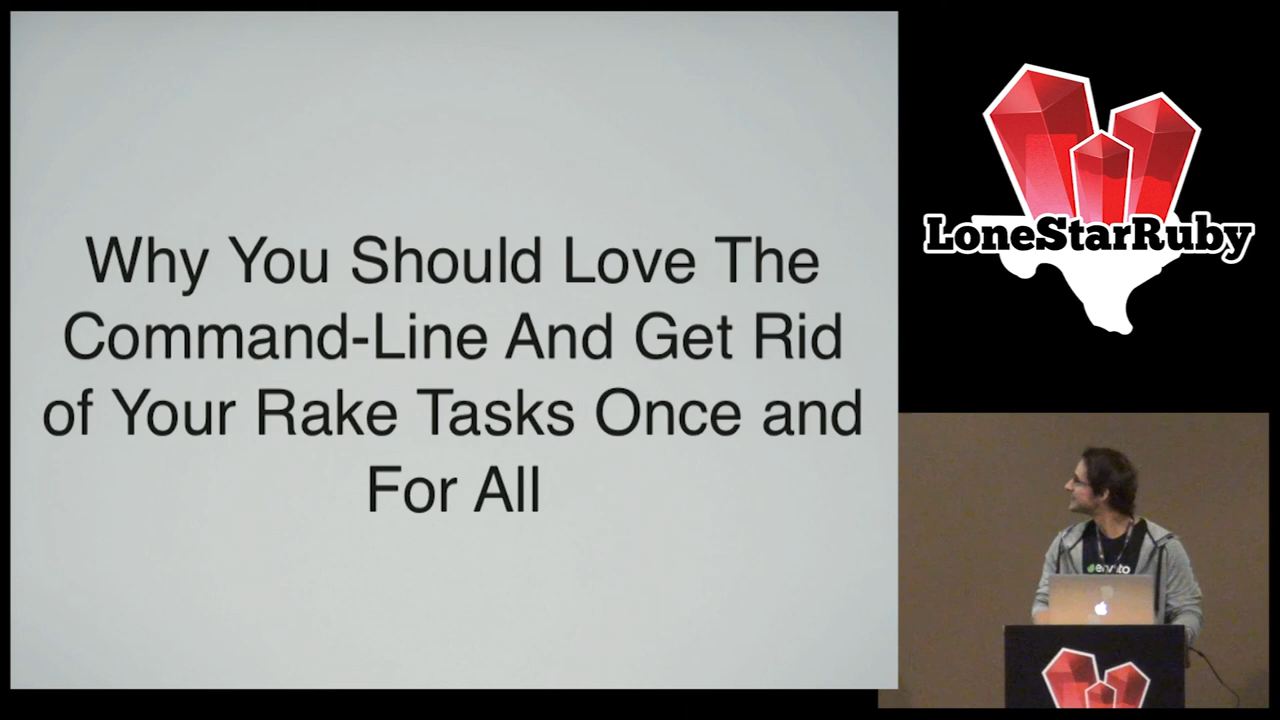 Why You Should Love The
Command-Line And Get Rid
of Your Rake Tasks Once and
For All
LoneStarRuby
envato